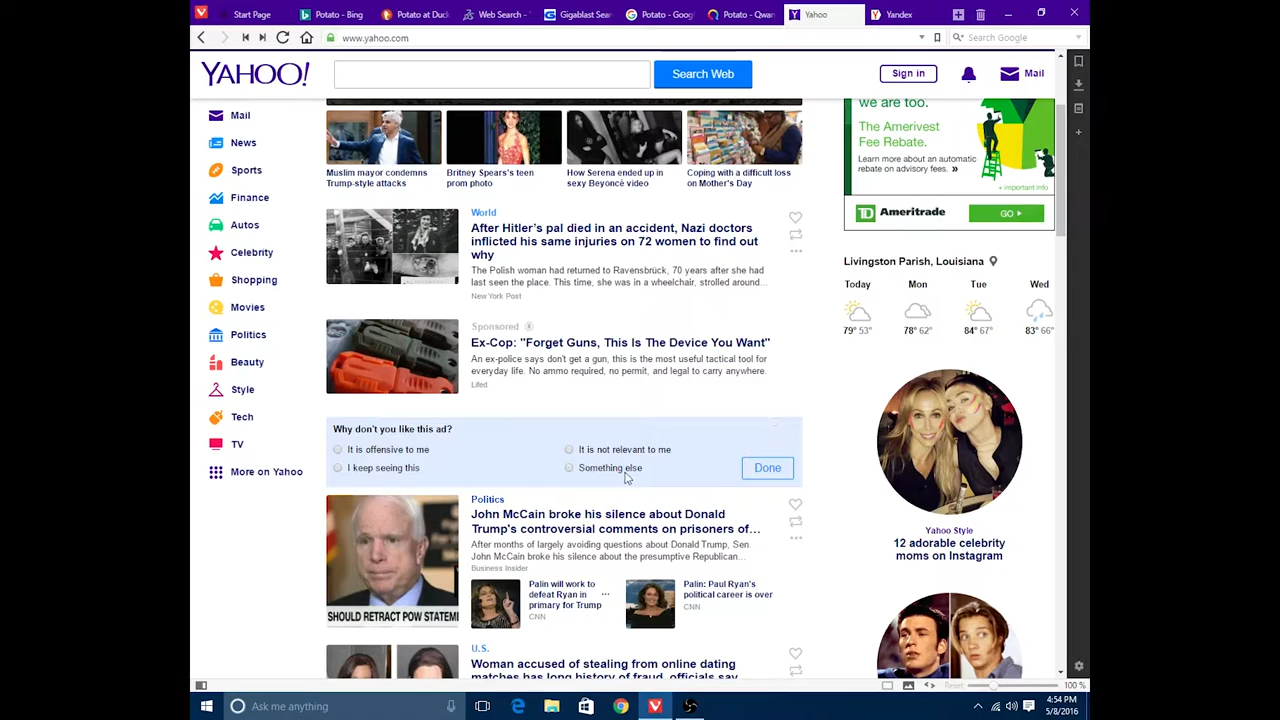 Start Page
Potato - Bing
Potato at Duck
Web Search -
Gigablast Sear
Potato - Goog
Potato - Qwan
Yahoo
Yandex
www.yahoo.com
Search Google
YAHOO!
Search Web
Sign in
Mail
Mail
News
Sports
Finance
Autos
Celebrity
Shopping
Movies
Politics
Beauty
Style
Tech
TV
More on Yahoo
Muslim mayor condemns
Trump-style attacks
Britney Spears's teen
prom photo
How Serena ended up in
sexy Beyoncé video
Coping with a difficult loss
on Mother's Day
World
After Hitler's pal died in an accident, Nazi doctors
inflicted his same injuries on 72 women to find out
why
The Polish woman had returned to Ravensbrück, 70 years after she had
last seen the place. This time, she was in a wheelchair, strolled around...
New York Post
Sponsored
Ex-Cop: "Forget Guns, This Is The Device You Want"
An ex-police says don't get a gun, this is the most useful tactical tool for
everyday life. No ammo required, no permit, and legal to carry anywhere.
Lifed
Why don't you like this ad?
It is offensive to me
It is not relevant to me
I keep seeing this
Something else
Done
Politics
John McCain broke his silence about Donald
Trump's controversial comments on prisoners of...
After months of largely avoiding questions about Donald Trump, Sen.
John McCain broke his silence about the presumptive Republican...
Business Insider
SHOULD RETRACT POW STATEM
Palin will work to
defeat Ryan in
primary for Trump
CNN
Palin: Paul Ryan's
political career is over
CNN
U.S.
Woman accused of stealing from online dating
matches has long history of fraud, officials say
we are too.
The Amerivest
Fee Rebate.
Learn more about an automatic
rebate on advisory fees. »
+ important info
TD Ameritrade
GO
Livingston Parish, Louisiana
Today Mon Tue Wed
79° 53° 78° 62° 84° 67° 83° 66°
Yahoo Style
12 adorable celebrity
moms on Instagram
Reset
100 %
Ask me anything
4:54 PM
5/8/2016